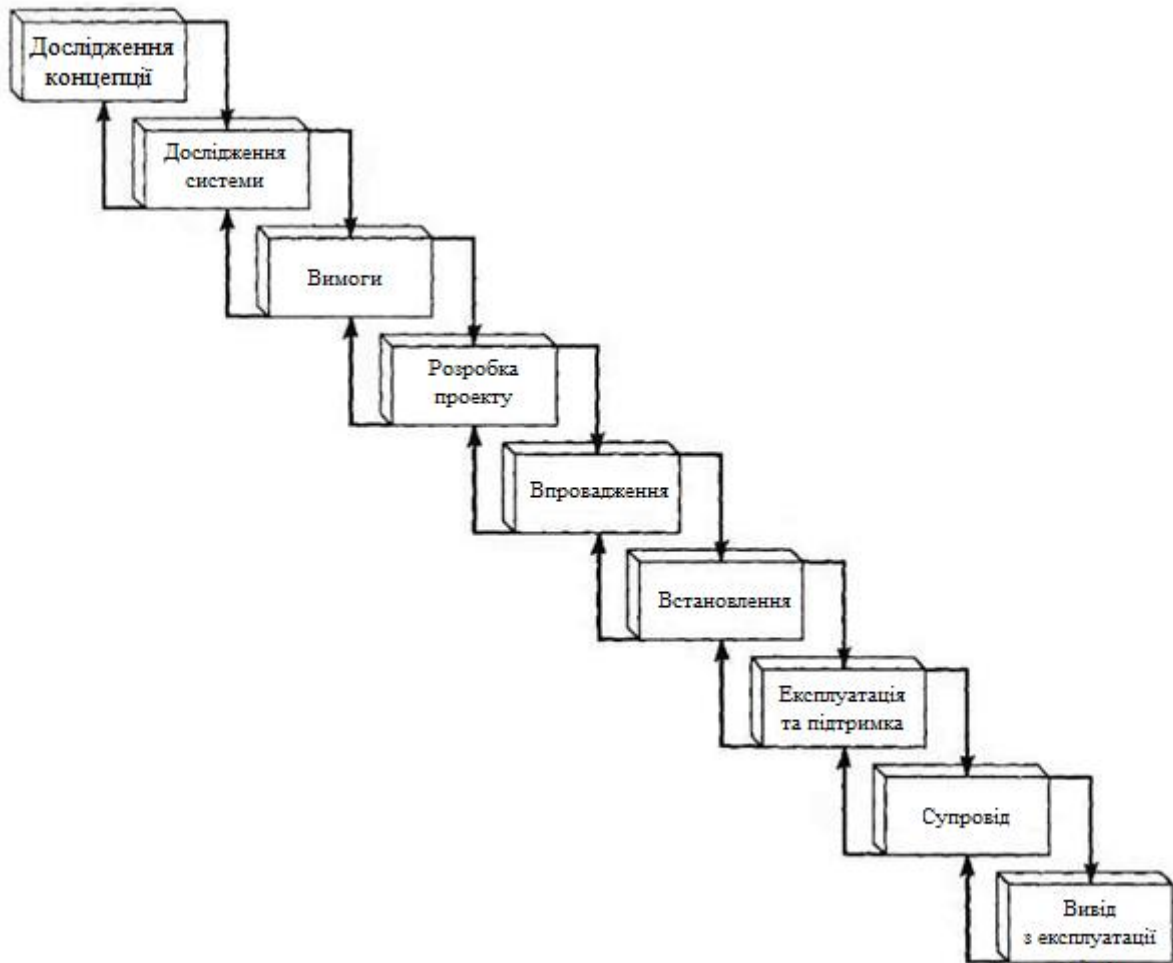 Дослідження
концепції
Дослідження
системи
Вимоги
Розробка
проекту
Впровадження
Встановлення
Експлуатація
та підтримка
Супровід
Вивід
з експлуатації